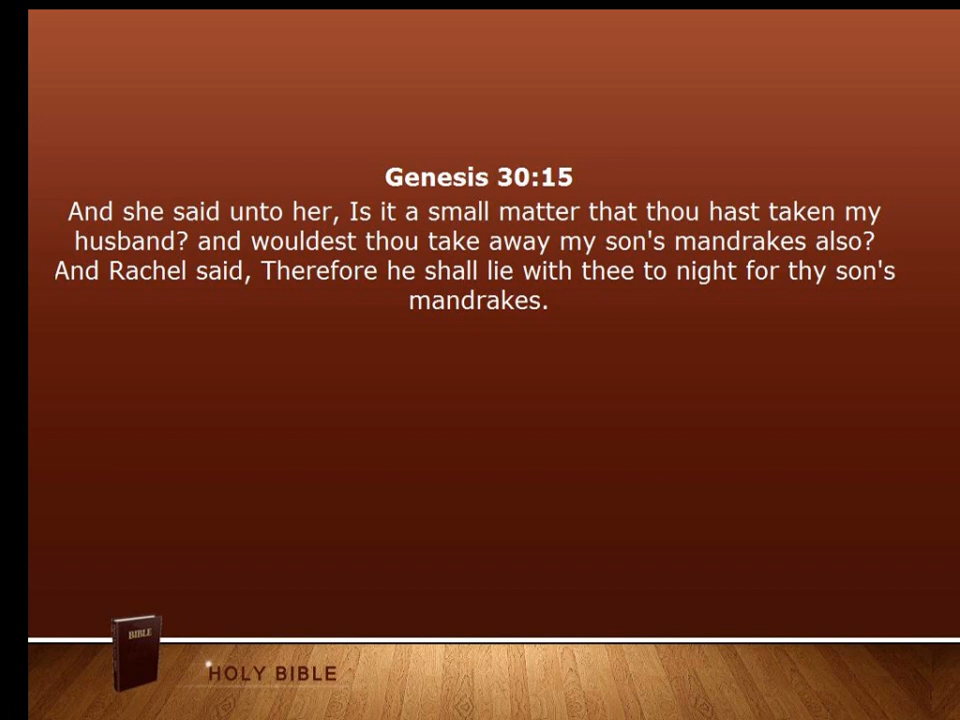 Genesis 30:15
And she said unto her, Is it a small matter that thou hast taken my
husband? and wouldest thou take away my son's mandrakes also?
And Rachel said, Therefore he shall lie with thee to night for thy son's
mandrakes.
BIBLE
HOLY BIBLE